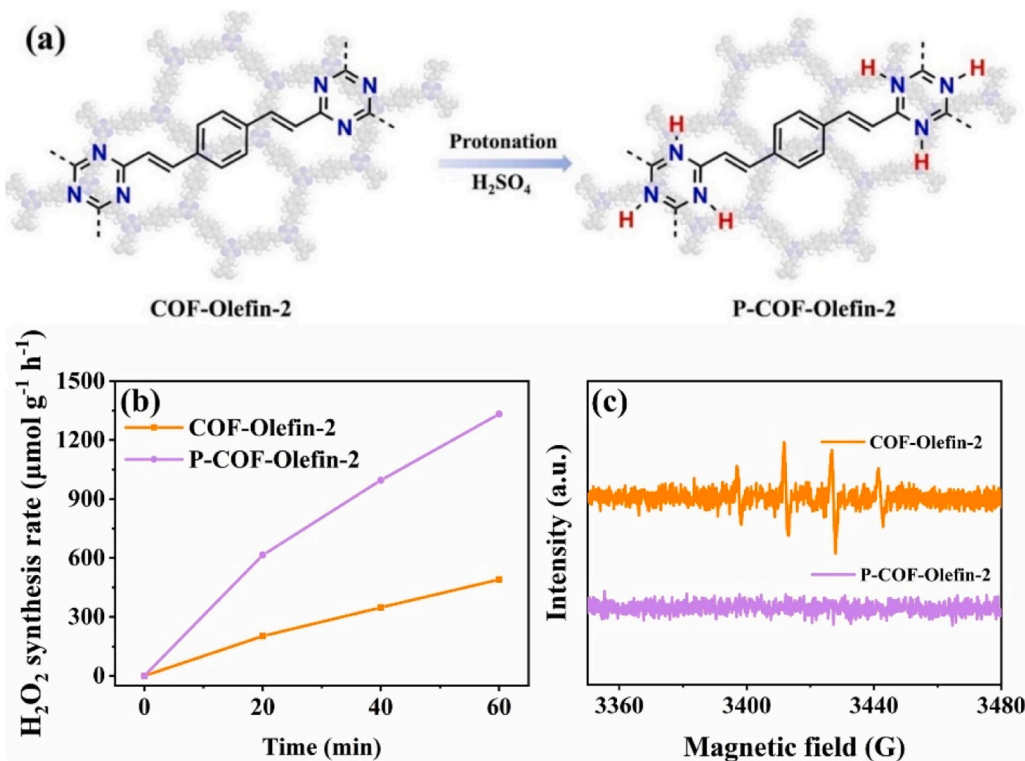 (a)
N
N
N
N
N
N
Protonation
H₂SO₄
H
H
N
N
N
H
H
N
N
N
H
H
COF-Olefin-2
P-COF-Olefin-2
(b)
COF-Olefin-2
P-COF-Olefin-2
H₂O₂ synthesis rate (μmol g⁻¹ h⁻¹)
1500
1200
900
600
300
0
0 20 40 60
Time (min)
(c)
COF-Olefin-2
P-COF-Olefin-2
Intensity (a.u.)
3360 3400 3440 3480
Magnetic field (G)